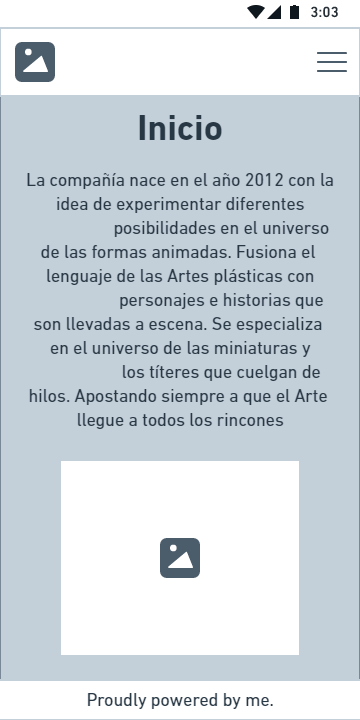 3:03
Inicio
La compañía nace en el año 2012 con la
idea de experimentar diferentes
posibilidades en el universo
de las formas animadas. Fusiona el
lenguaje de las Artes plásticas con
personajes e historias que
son llevadas a escena. Se especializa
en el universo de las miniaturas y
los títeres que cuelgan de
hilos. Apostando siempre a que el Arte
llegue a todos los rincones
Proudly powered by me.